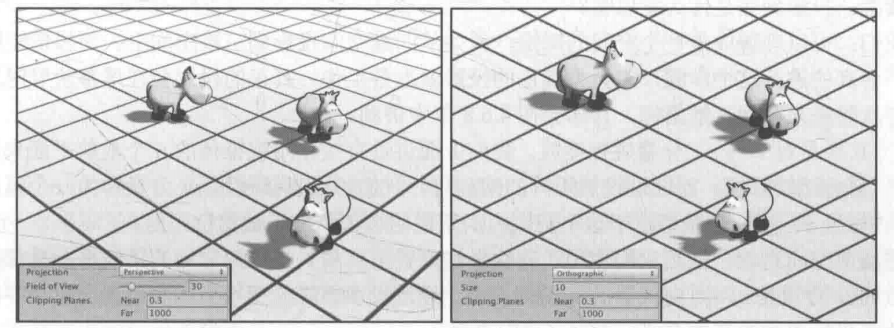 Projection Perspective
Field of View 30
Clipping Planes Near 0.3
Far 1000
Projection Orthographic
Size 10
Clipping Planes Near 0.3
Far 1000